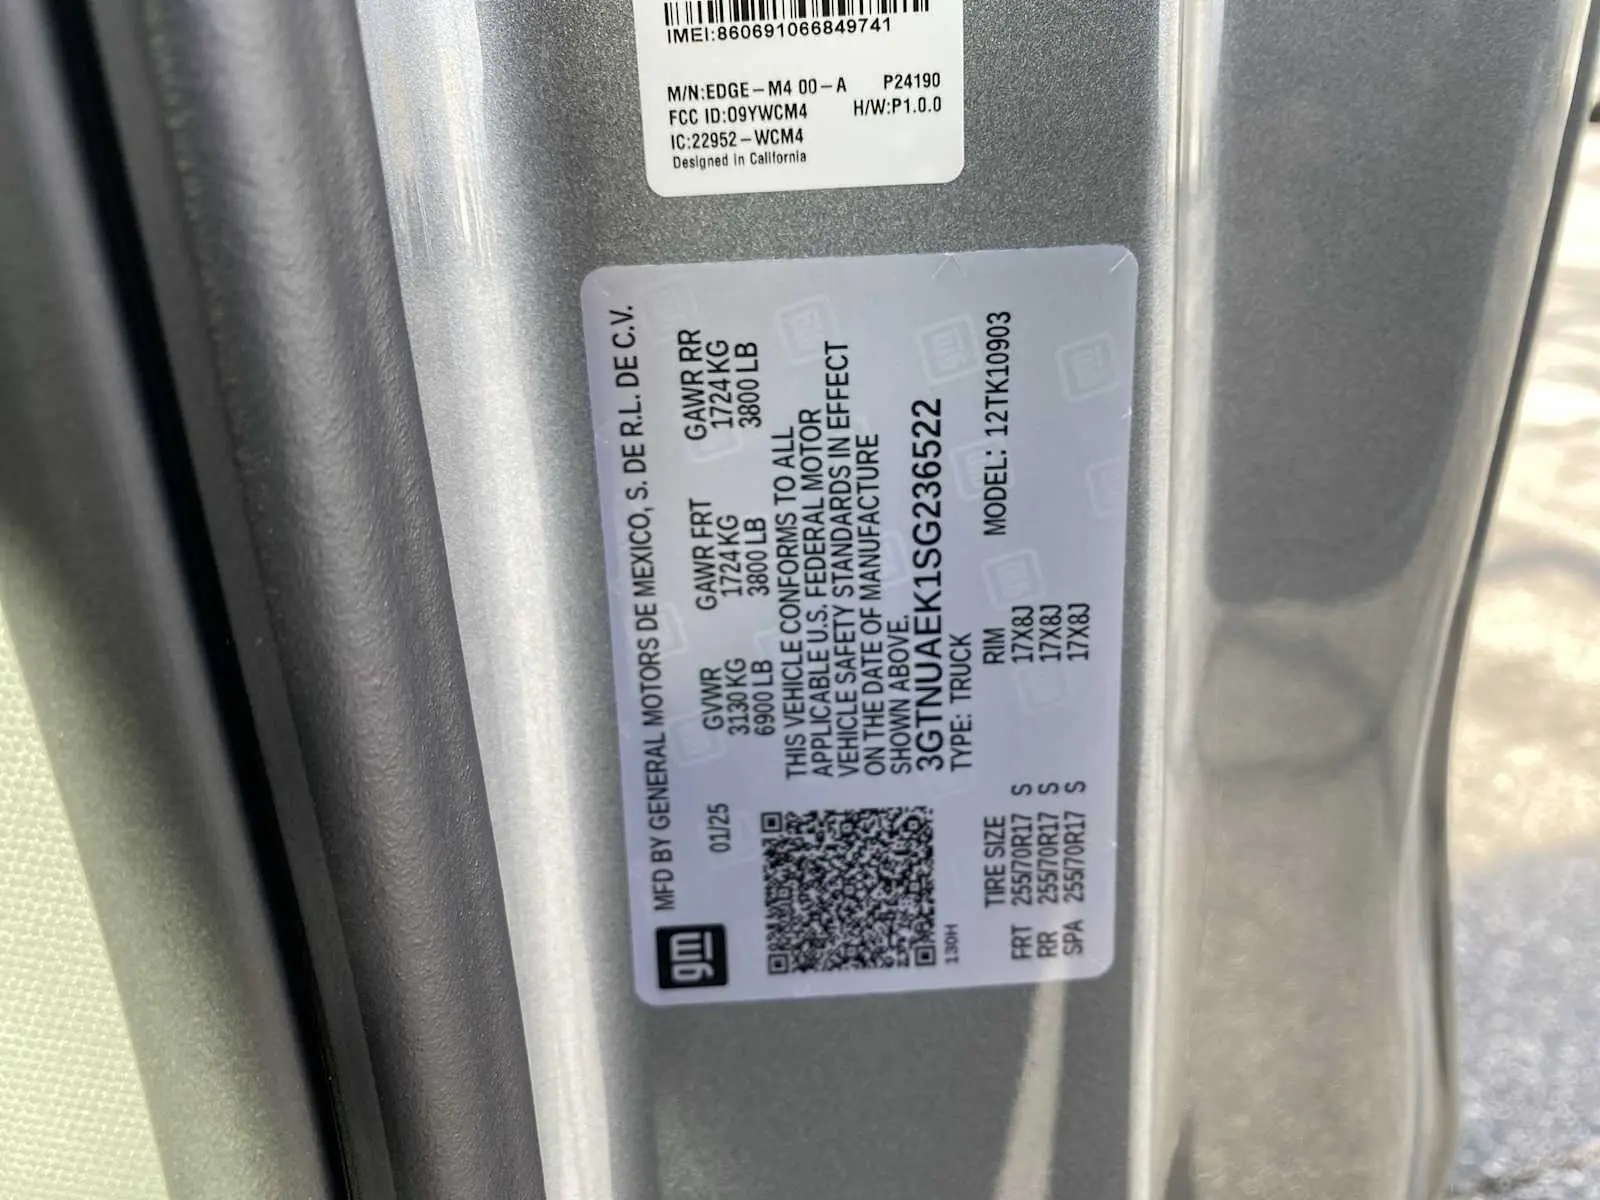 IMEI:860691066849741
M/N:EDGE-M4 00-A P24190
FCC ID:09YWCM4 H/W:P1.0.0
IC:22952-WCM4
Designed in California
MFD BY GENERAL MOTORS DE MEXICO, S. DE R.L. DE C.V.
gm
01/25 GVWR GAWR FRT GAWR RR
3130 KG 1724 KG 1724 KG
6900 LB 3800 LB 3800 LB
THIS VEHICLE CONFORMS TO ALL
APPLICABLE U.S. FEDERAL MOTOR
VEHICLE SAFETY STANDARDS IN EFFECT
ON THE DATE OF MANUFACTURE
SHOWN ABOVE.
3GTNUAEK1SG236522
TYPE: TRUCK
130H
MODEL: 12TK10903
TIRE SIZE RIM
FRT 255/70R17 S 17X8J
RR 255/70R17 S 17X8J
SPA 255/70R17 S 17X8J